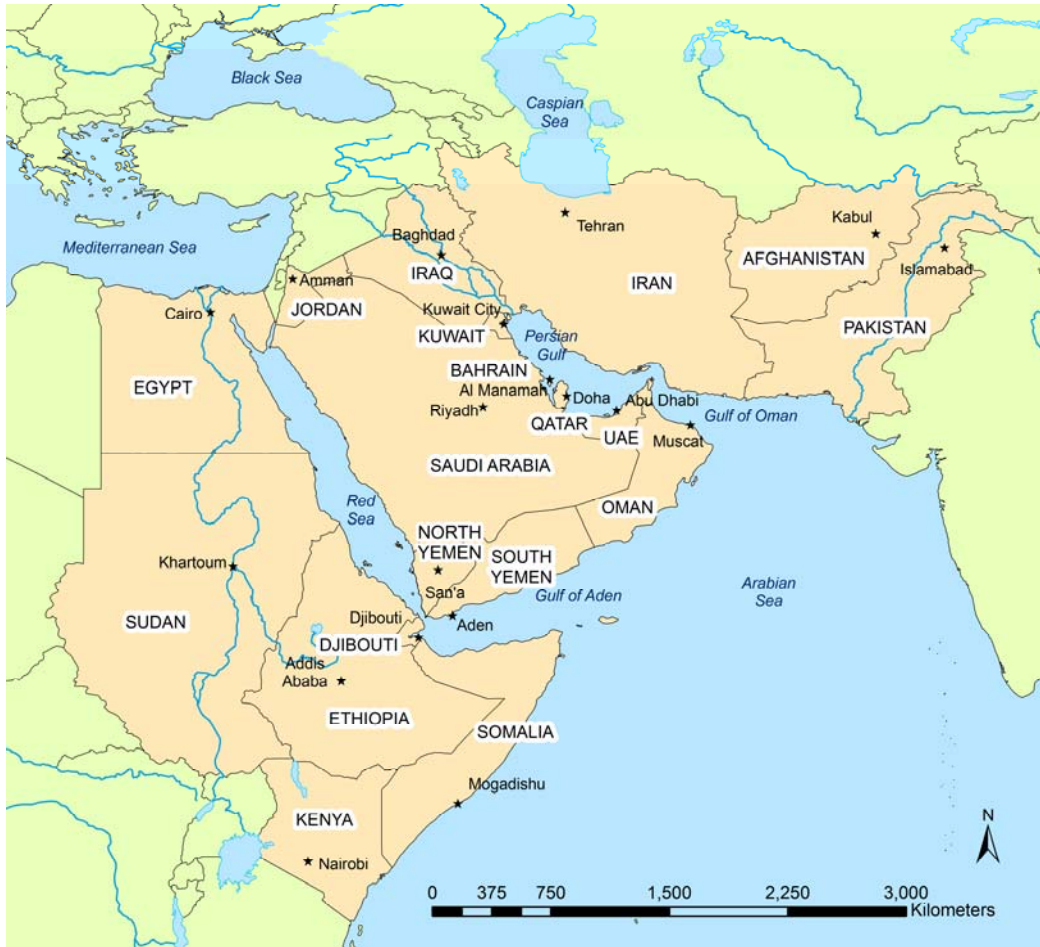 Black Sea
Caspian
Sea
Mediterranean Sea
Tehran
Kabul
Islamabad
Baghdad
IRAQ
IRAN
AFGHANISTAN
PAKISTAN
Amman
JORDAN
Cairo
Kuwait City
KUWAIT
Persian
Gulf
EGYPT
BAHRAIN
Al Manamah
Doha
Abu Dhabi
Riyadh
QATAR
UAE
Muscat
Gulf of Oman
SAUDI ARABIA
OMAN
Red
Sea
NORTH
YEMEN
San'a
SOUTH
YEMEN
Gulf of Aden
Arabian
Sea
Khartoum
SUDAN
Djibouti
DJIBOUTI
Aden
Addis
Ababa
ETHIOPIA
SOMALIA
Mogadishu
KENYA
Nairobi
N
0 375 750 1,500 2,250 3,000
Kilometers